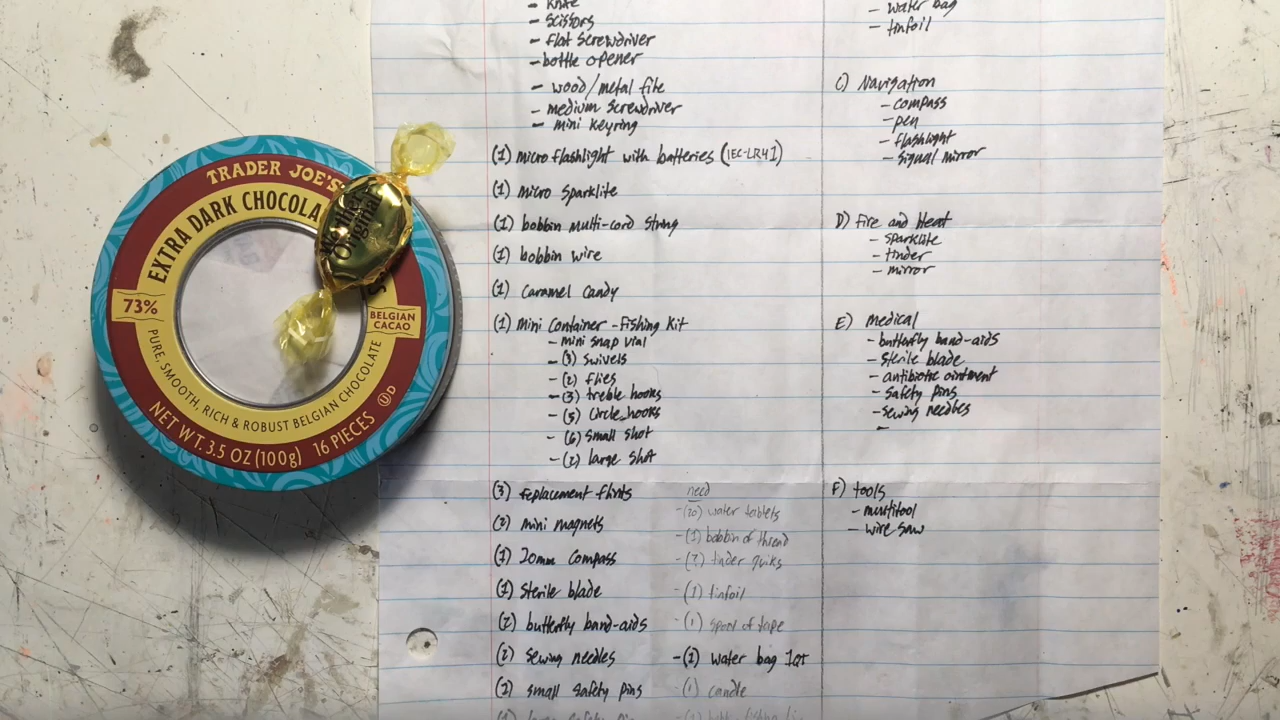 TRADER JOE'S
EXTRA DARK CHOCOLA
73%
BELGIAN
CACAO
PURE, SMOOTH, RICH & ROBUST BELGIAN CHOCOLATE
NET WT. 3.5 OZ (100g) 16 PIECES
Original
- knife
- scissors
- flat screwdriver
- bottle opener
- wood/metal file
- medium screwdriver
- mini keyring
(1) micro flashlight with batteries (IEC-LR41)
(1) micro sparklite
(1) bobbin multi-cord string
(1) bobbin wire
(1) caramel candy
(1) Mini Container - Fishing Kit
- mini snap vial
- (3) swivels
- (2) flies
- (3) treble hooks
- (5) circle hooks
- (6) small shot
- (2) large shot
(3) replacement flints
(2) mini magnets
(1) 20mm compass
(1) sterile blade
(2) butterfly band-aids
(2) sewing needles
(2) small safety pins
need
- (20) water tablets
- (1) bobbin of thread
- (?) tinder quiks
- (1) tinfoil
- (1) spool of tape
- (1) water bag 1qt
- (1) candle
- water bag
- tinfoil
C) Navigation
- compass
- pen
- flashlight
- signal mirror
D) Fire and Heat
- sparklite
- tinder
- mirror
E) Medical
- butterfly band-aids
- sterile blade
- antibiotic ointment
- safety pins
- sewing needles
-
F) tools
- multitool
- wire saw